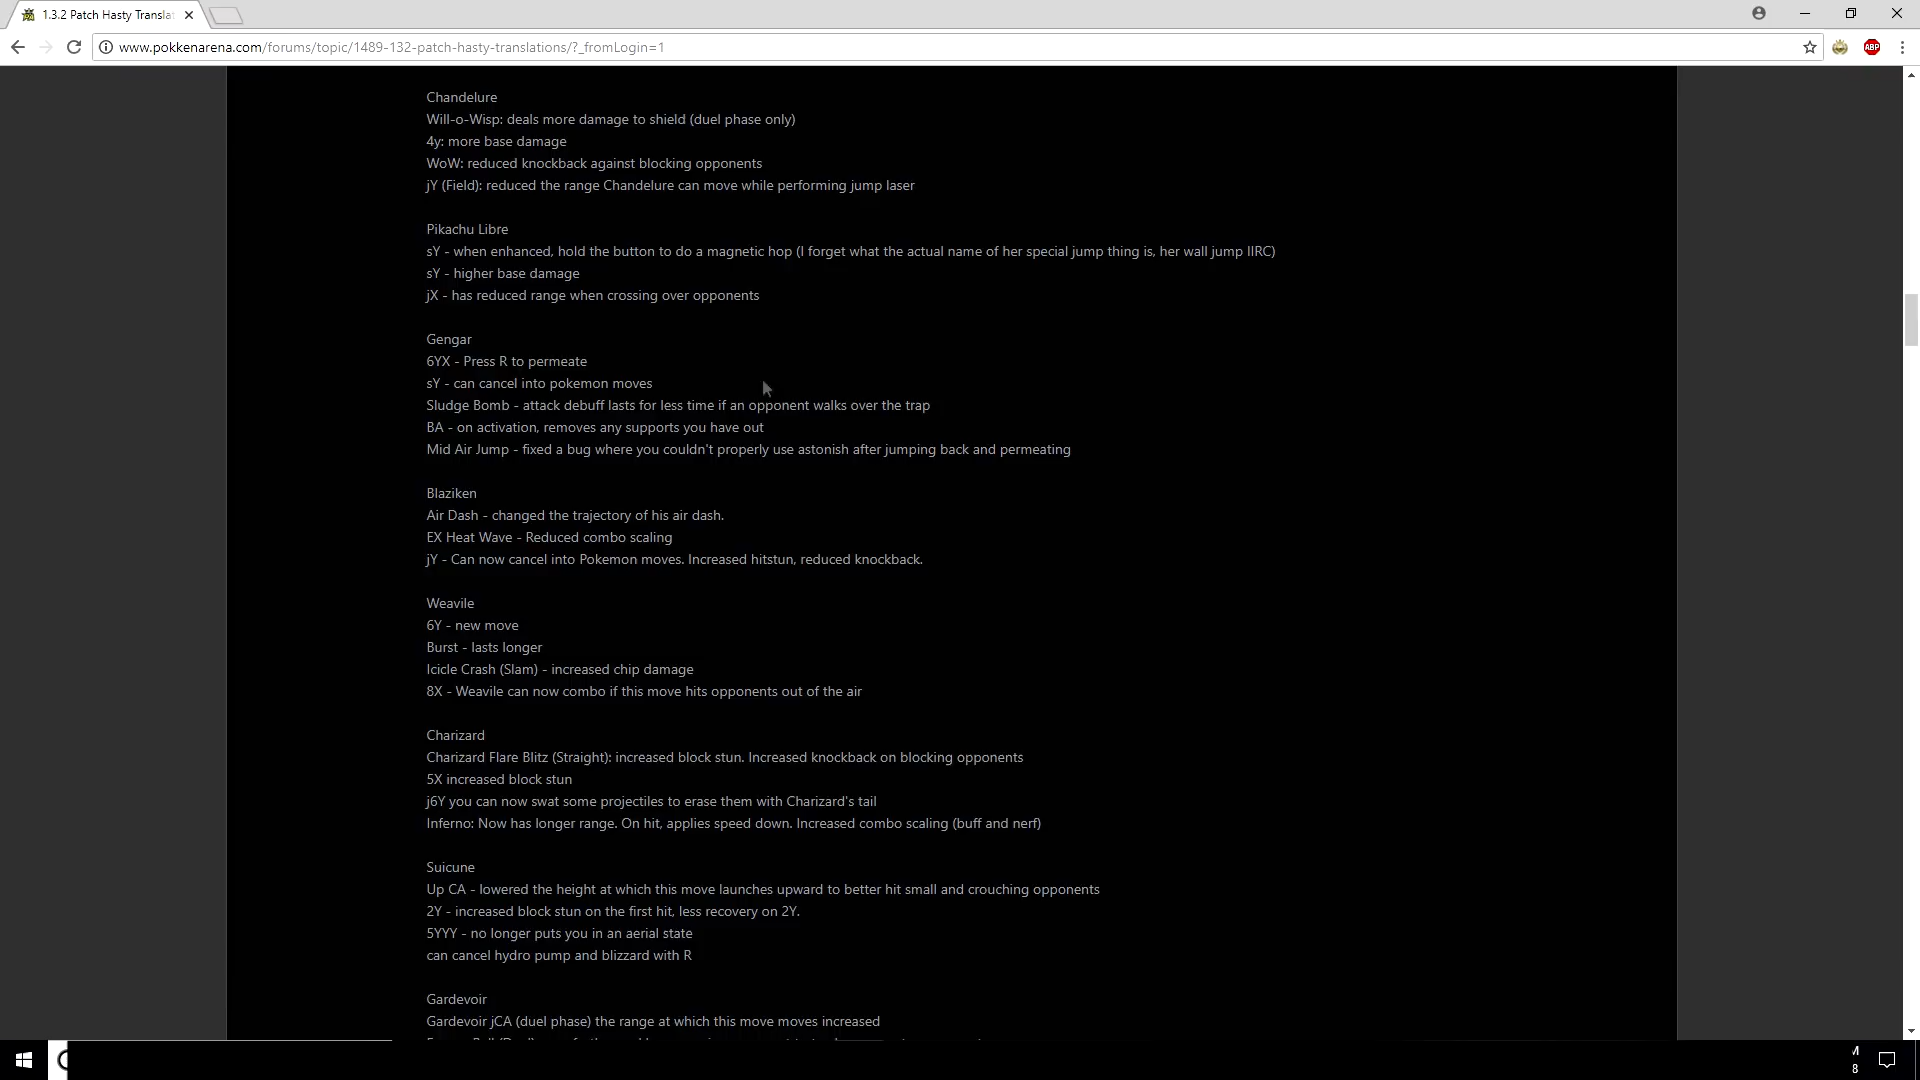 1.3.2 Patch Hasty Transla
www.pokkenarena.com/forums/topic/1489-132-patch-hasty-translations/?_fromLogin=1
ABP
Chandelure
Will-o-Wisp: deals more damage to shield (duel phase only)
4y: more base damage
WoW: reduced knockback against blocking opponents
jY (Field): reduced the range Chandelure can move while performing jump laser
Pikachu Libre
sY - when enhanced, hold the button to do a magnetic hop (I forget what the actual name of her special jump thing is, her wall jump IIRC)
sY - higher base damage
jX - has reduced range when crossing over opponents
Gengar
6YX - Press R to permeate
sY - can cancel into pokemon moves
Sludge Bomb - attack debuff lasts for less time if an opponent walks over the trap
BA - on activation, removes any supports you have out
Mid Air Jump - fixed a bug where you couldn't properly use astonish after jumping back and permeating
Blaziken
Air Dash - changed the trajectory of his air dash.
EX Heat Wave - Reduced combo scaling
jY - Can now cancel into Pokemon moves. Increased hitstun, reduced knockback.
Weavile
6Y - new move
Burst - lasts longer
Icicle Crash (Slam) - increased chip damage
8X - Weavile can now combo if this move hits opponents out of the air
Charizard
Charizard Flare Blitz (Straight): increased block stun. Increased knockback on blocking opponents
5X increased block stun
j6Y you can now swat some projectiles to erase them with Charizard's tail
Inferno: Now has longer range. On hit, applies speed down. Increased combo scaling (buff and nerf)
Suicune
Up CA - lowered the height at which this move launches upward to better hit small and crouching opponents
2Y - increased block stun on the first hit, less recovery on 2Y.
5YYY - no longer puts you in an aerial state
can cancel hydro pump and blizzard with R
Gardevoir
Gardevoir jCA (duel phase) the range at which this move moves increased
M
8